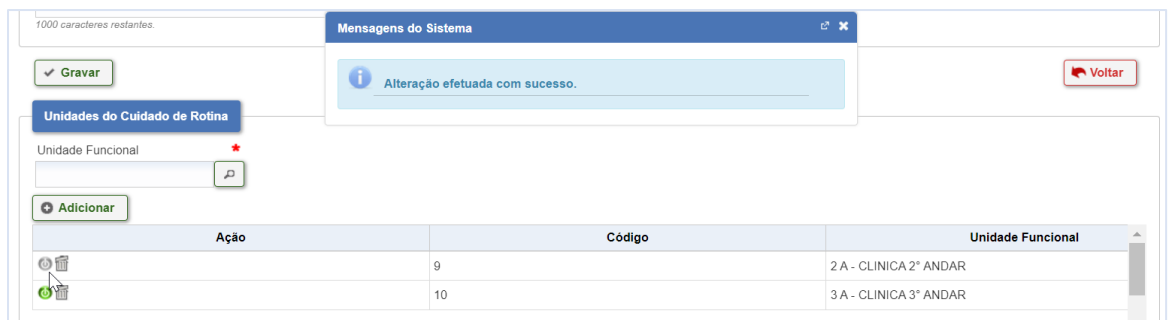 1000 caracteres restantes.
Mensagens do Sistema
Alteração efetuada com sucesso.
Gravar
Voltar
Unidades do Cuidado de Rotina
Unidade Funcional *
Adicionar
Ação Código Unidade Funcional
9 2 A - CLINICA 2° ANDAR
10 3 A - CLINICA 3° ANDAR